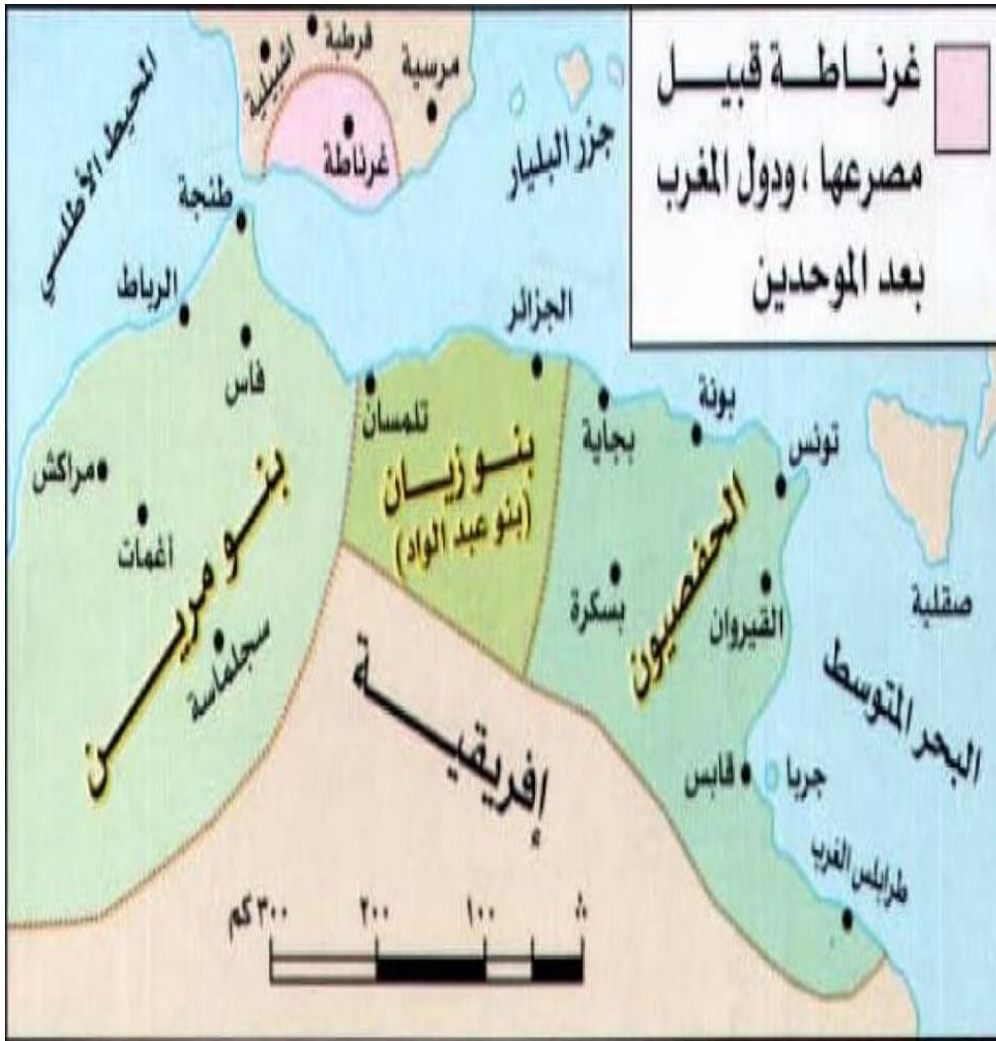 غرناطة قبيل
مصرعها ، ودول المغرب
بعد الموحدين
المحيط الأطلسي
اشبيلية
قرطبة
مرسية
غرناطة
جزر البليار
طنجة
الرباط
فاس
مراكش
أغمات
سجلماسة
بنو مرين
تلمسان
الجزائر
بنو زيان
(بنو عبد الواد)
بجاية
بونة
تونس
بسكرة
القيروان
الحفصيون
صقلية
البحر المتوسط
قابس
جربا
طرابلس الغرب
إفريقية
٣٠٠ كم
٢٠٠
١٠٠